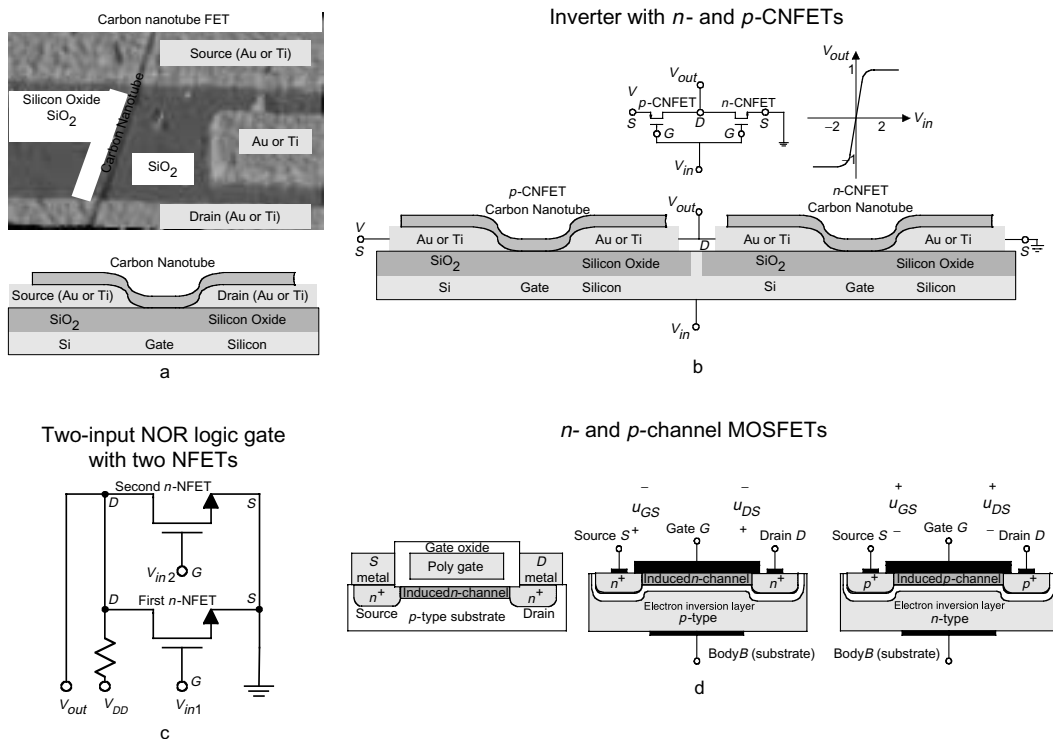 Carbon nanotube FET
Source (Au or Ti)
Silicon Oxide
SiO2
Carbon Nanotube
Au or Ti
SiO2
Drain (Au or Ti)
Carbon Nanotube
Source (Au or Ti) Drain (Au or Ti)
SiO2 Silicon Oxide
Si Gate Silicon
a
Inverter with n- and p-CNFETs
Vout
V p-CNFET n-CNFET
S D S
G G
Vin
Vout
1
−2 2 Vin
−1
p-CNFET n-CNFET
Carbon Nanotube Vout Carbon Nanotube
V
S Au or Ti Au or Ti D Au or Ti Au or Ti S
SiO2 Silicon Oxide SiO2 Silicon Oxide
Si Gate Silicon Si Gate Silicon
Vin
b
Two-input NOR logic gate
with two NFETs
Second n-NFET
D S
Vin2 G
First n-NFET
D S
G
Vout VDD Vin1
c
n- and p-channel MOSFETs
S Gate oxide D
metal Poly gate metal
n+ Inducedn-channel n+
Source Drain
p-type substrate
− −
uGS uDS
+ +
Source S Gate G Drain D
n+ Inducedn-channel n+
Electron inversion layer
p-type
BodyB (substrate)
+ +
uGS uDS
− −
Source S Gate G Drain D
p+ Inducedp-channel p+
Electron inversion layer
n-type
BodyB (substrate)
d